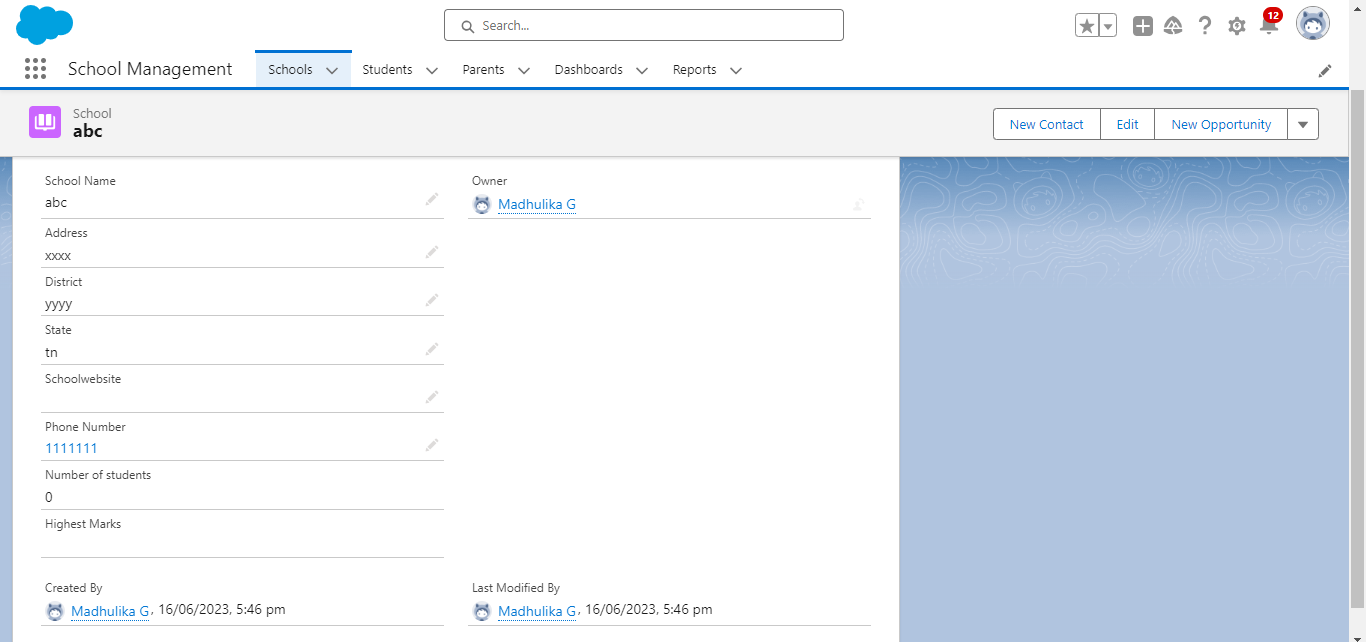 Search...
12
School Management
Schools
Students
Parents
Dashboards
Reports
School
abc
New Contact
Edit
New Opportunity
School Name
abc
Owner
Madhulika G
Address
xxxx
District
yyyy
State
tn
Schoolwebsite
Phone Number
1111111
Number of students
0
Highest Marks
Created By
Madhulika G, 16/06/2023, 5:46 pm
Last Modified By
Madhulika G, 16/06/2023, 5:46 pm